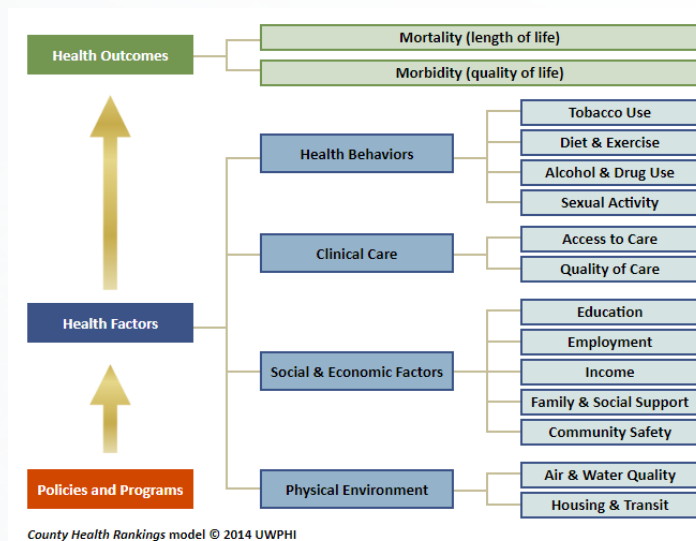 Health Outcomes
Mortality (length of life)
Morbidity (quality of life)
Health Factors
Health Behaviors
Tobacco Use
Diet & Exercise
Alcohol & Drug Use
Sexual Activity
Clinical Care
Access to Care
Quality of Care
Social & Economic Factors
Education
Employment
Income
Family & Social Support
Community Safety
Physical Environment
Air & Water Quality
Housing & Transit
Policies and Programs
County Health Rankings model © 2014 UWPHI